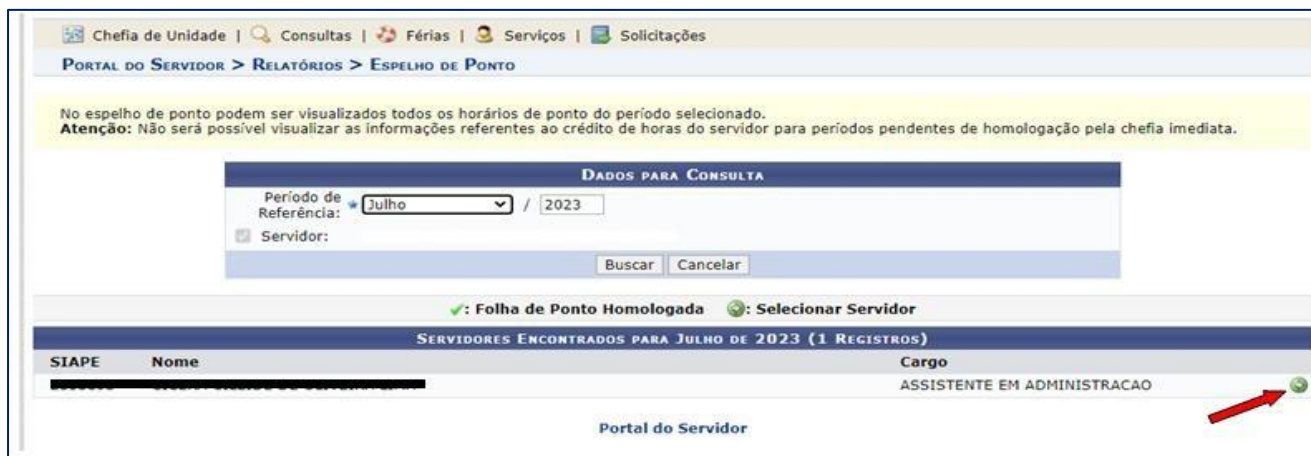 Chefia de Unidade | Consultas | Férias | Serviços | Solicitações
PORTAL DO SERVIDOR > RELATÓRIOS > ESPELHO DE PONTO
No espelho de ponto podem ser visualizados todos os horários de ponto do período selecionado.
Atenção: Não será possível visualizar as informações referentes ao crédito de horas do servidor para períodos pendentes de homologação pela chefia imediata.
DADOS PARA CONSULTA
Período de
Referência: Julho / 2023
Servidor:
Buscar Cancelar
: Folha de Ponto Homologada : Selecionar Servidor
SERVIDORES ENCONTRADOS PARA JULHO DE 2023 (1 REGISTROS)
SIAPE Nome Cargo
ASSISTENTE EM ADMINISTRACAO
Portal do Servidor